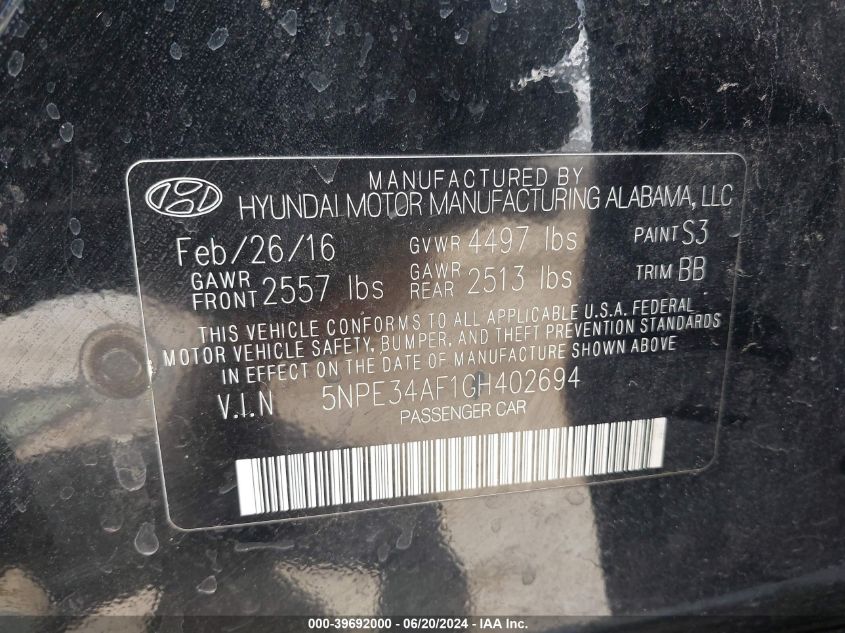 MANUFACTURED BY
HYUNDAI MOTOR MANUFACTURING ALABAMA, LLC
Feb/26/16 GVWR 4497 lbs PAINT S3
GAWR FRONT 2557 lbs GAWR REAR 2513 lbs TRIM BB
THIS VEHICLE CONFORMS TO ALL APPLICABLE U.S.A. FEDERAL
MOTOR VEHICLE SAFETY, BUMPER, AND THEFT PREVENTION STANDARDS
IN EFFECT ON THE DATE OF MANUFACTURE SHOWN ABOVE
V.I.N 5NPE34AF1GH402694
PASSENGER CAR
000-39692000 - 06/20/2024 - IAA Inc.